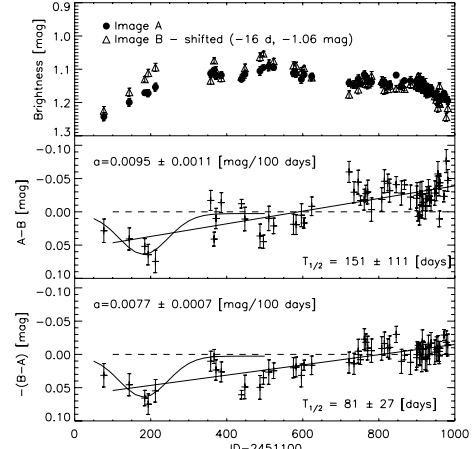 0.9
Image A
Image B – shifted (–16 d, –1.06 mag)
1.0
1.1
1.2
1.3
Brightness [mag]
–0.10
–0.05
0.00
0.05
0.10
A–B [mag]
a=0.0095 ± 0.0011 [mag/100 days]
T1/2 = 151 ± 111 [days]
–0.10
–0.05
0.00
0.05
0.10
–(B–A) [mag]
a=0.0077 ± 0.0007 [mag/100 days]
T1/2 = 81 ± 27 [days]
0 200 400 600 800 1000
JD–2451100